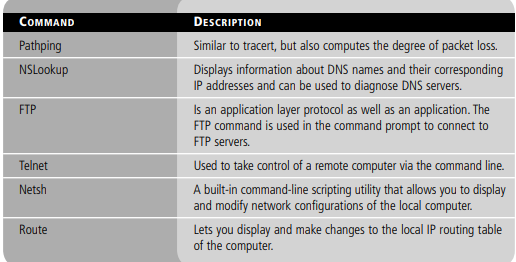 COMMAND DESCRIPTION
Pathping Similar to tracert, but also computes the degree of packet loss.
NSLookup Displays information about DNS names and their corresponding
IP addresses and can be used to diagnose DNS servers.
FTP Is an application layer protocol as well as an application. The
FTP command is used in the command prompt to connect to
FTP servers.
Telnet Used to take control of a remote computer via the command line.
Netsh A built-in command-line scripting utility that allows you to display
and modify network configurations of the local computer.
Route Lets you display and make changes to the local IP routing table
of the computer.